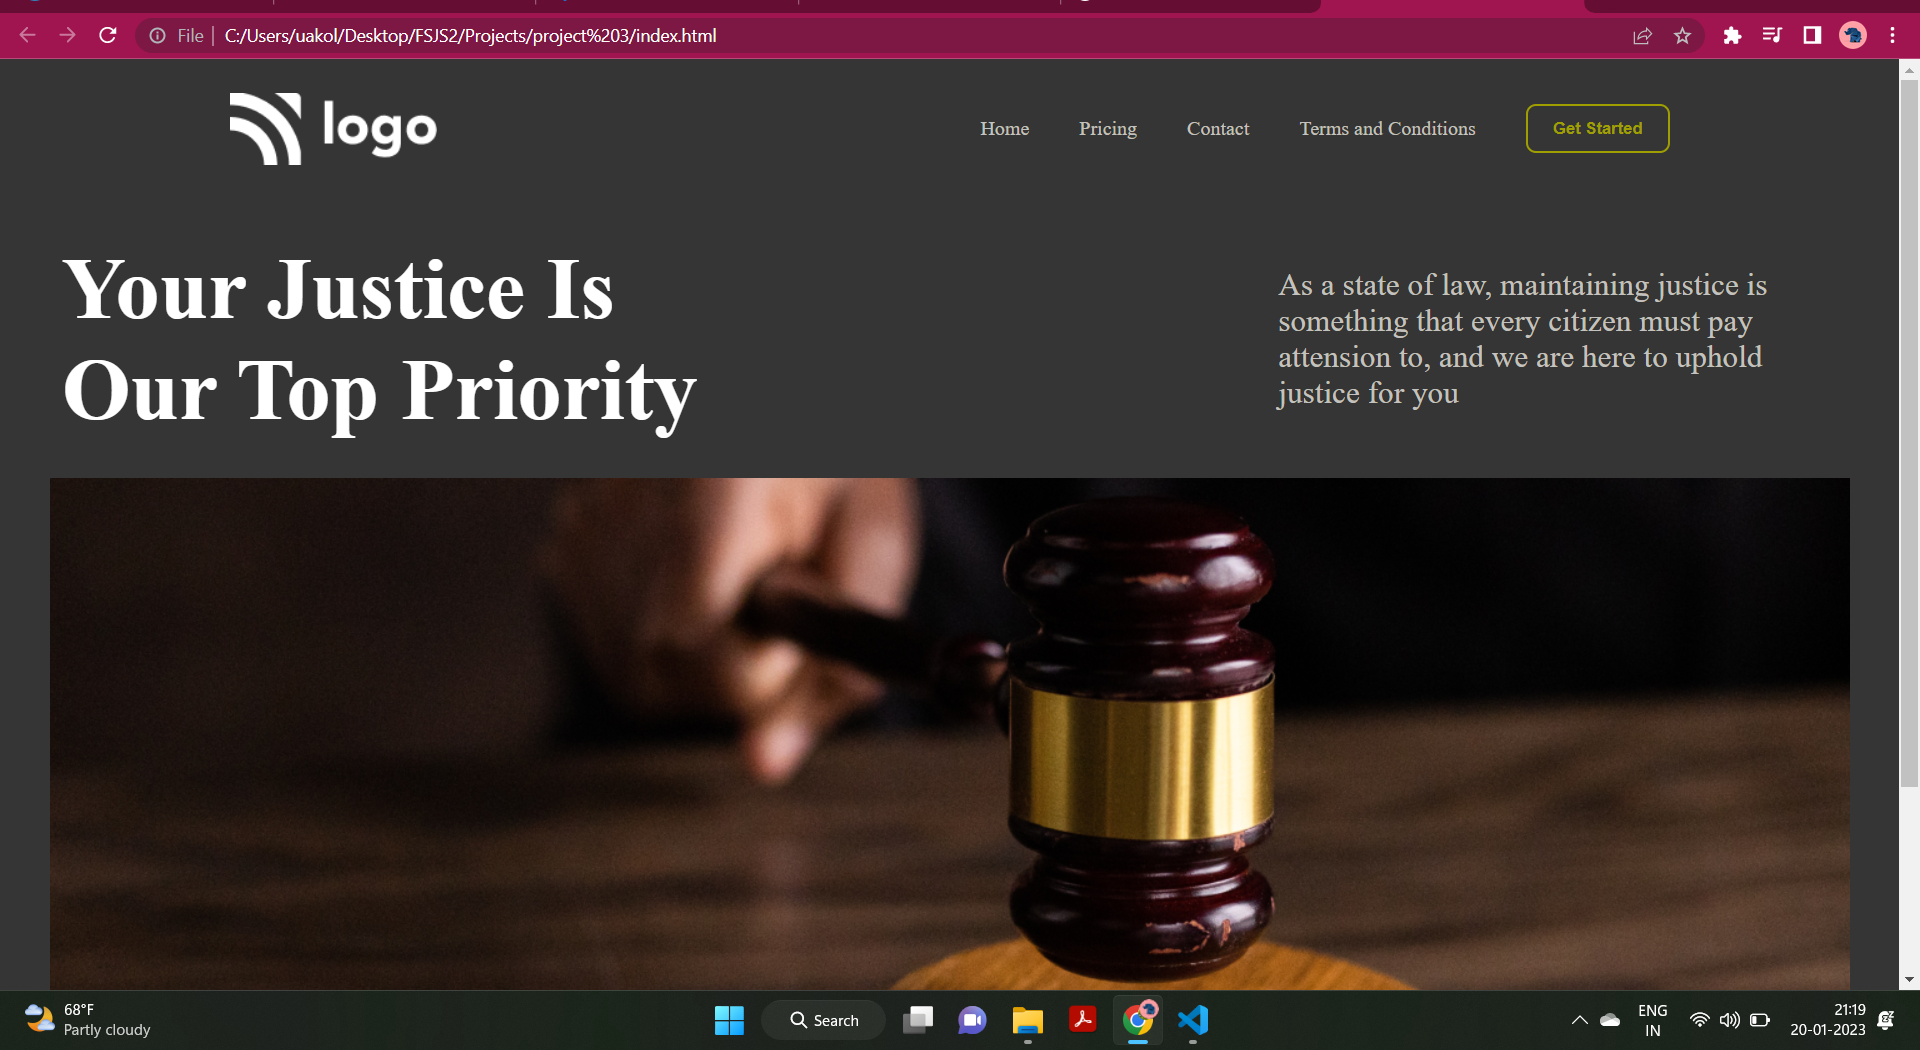 File
C:/Users/uakol/Desktop/FSJS2/Projects/project%203/index.html
logo
Home
Pricing
Contact
Terms and Conditions
Get Started
Your Justice Is
Our Top Priority
As a state of law, maintaining justice is
something that every citizen must pay
attension to, and we are here to uphold
justice for you
68°F
Partly cloudy
Search
ENG
IN
21:19
20-01-2023